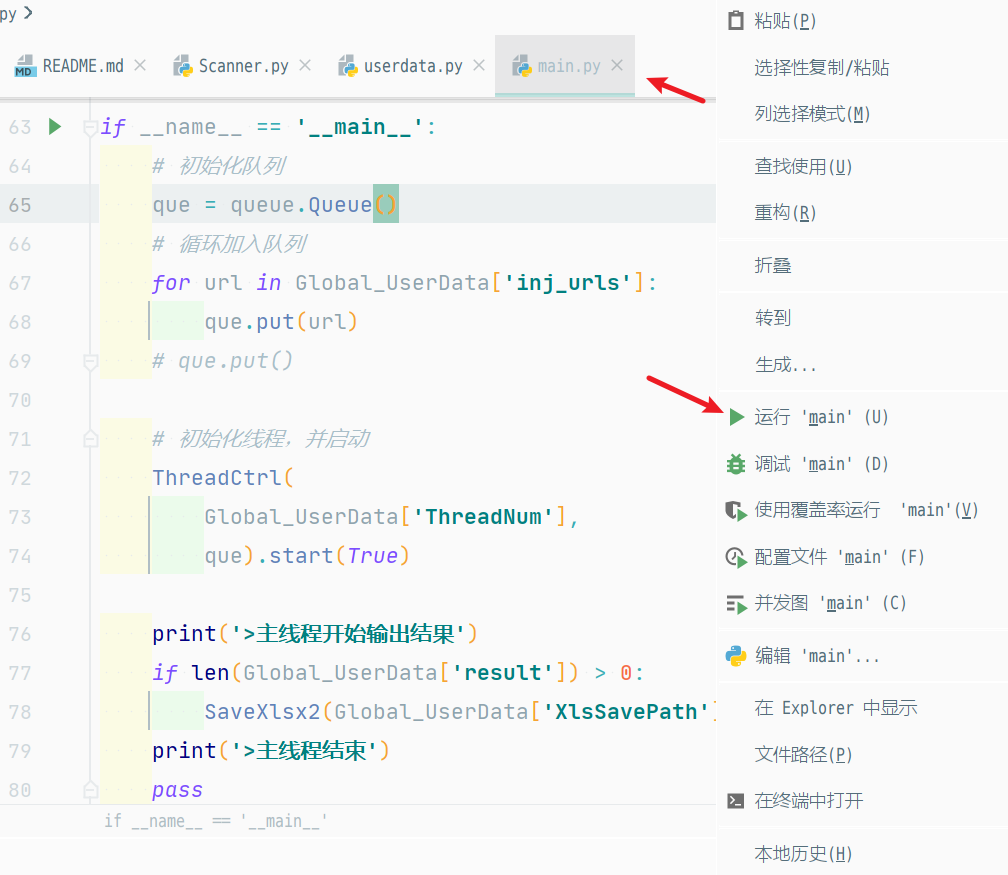 py
README.md
Scanner.py
userdata.py
main.py
63 if __name__ == '__main__':
64 # 初始化队列
65 que = queue.Queue()
66 # 循环加入队列
67 for url in Global_UserData['inj_urls']:
68 que.put(url)
69 # que.put()
70
71 # 初始化线程，并启动
72 ThreadCtrl(
73 Global_UserData['ThreadNum'],
74 que).start(True)
75
76 print('>主线程开始输出结果')
77 if len(Global_UserData['result']) > 0:
78 SaveXlsx2(Global_UserData['XlsSavePath']
79 print('>主线程结束')
80 pass
if __name__ == '__main__'
粘贴(P)
选择性复制/粘贴
列选择模式(M)
查找使用(U)
重构(R)
折叠
转到
生成...
运行 'main' (U)
调试 'main' (D)
使用覆盖率运行 'main'(V)
配置文件 'main' (F)
并发图 'main' (C)
编辑 'main'...
在 Explorer 中显示
文件路径(P)
在终端中打开
本地历史(H)